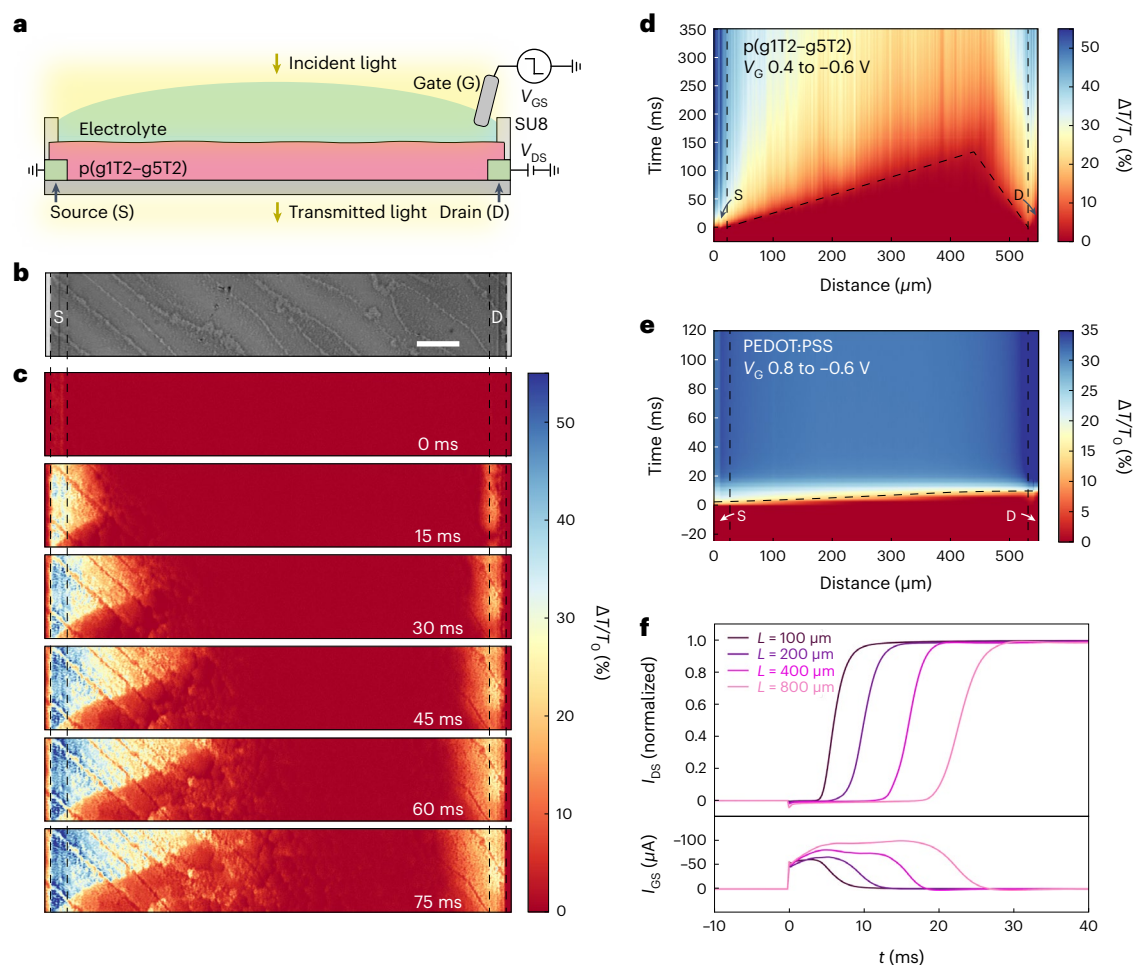 a
Incident light
Gate (G)
V_GS
SU8
Electrolyte
V_DS
p(g1T2–g5T2)
Source (S)
Transmitted light
Drain (D)
b
S
D
c
0 ms
15 ms
30 ms
45 ms
60 ms
75 ms
50
40
30
20
10
0
ΔT/T₀ (%)
d
p(g1T2–g5T2)
V_G 0.4 to –0.6 V
S
D
350
300
250
200
150
100
50
0
Time (ms)
0 100 200 300 400 500
Distance (µm)
50
40
30
20
10
0
ΔT/T₀ (%)
e
PEDOT:PSS
V_G 0.8 to –0.6 V
S
D
120
100
80
60
40
20
0
–20
Time (ms)
0 100 200 300 400 500
Distance (µm)
35
30
25
20
15
10
5
0
ΔT/T₀ (%)
f
L = 100 µm
L = 200 µm
L = 400 µm
L = 800 µm
1.0
0.8
0.6
0.4
0.2
0
I_DS (normalized)
–100
–50
0
I_GS (µA)
–10 0 10 20 30 40
t (ms)